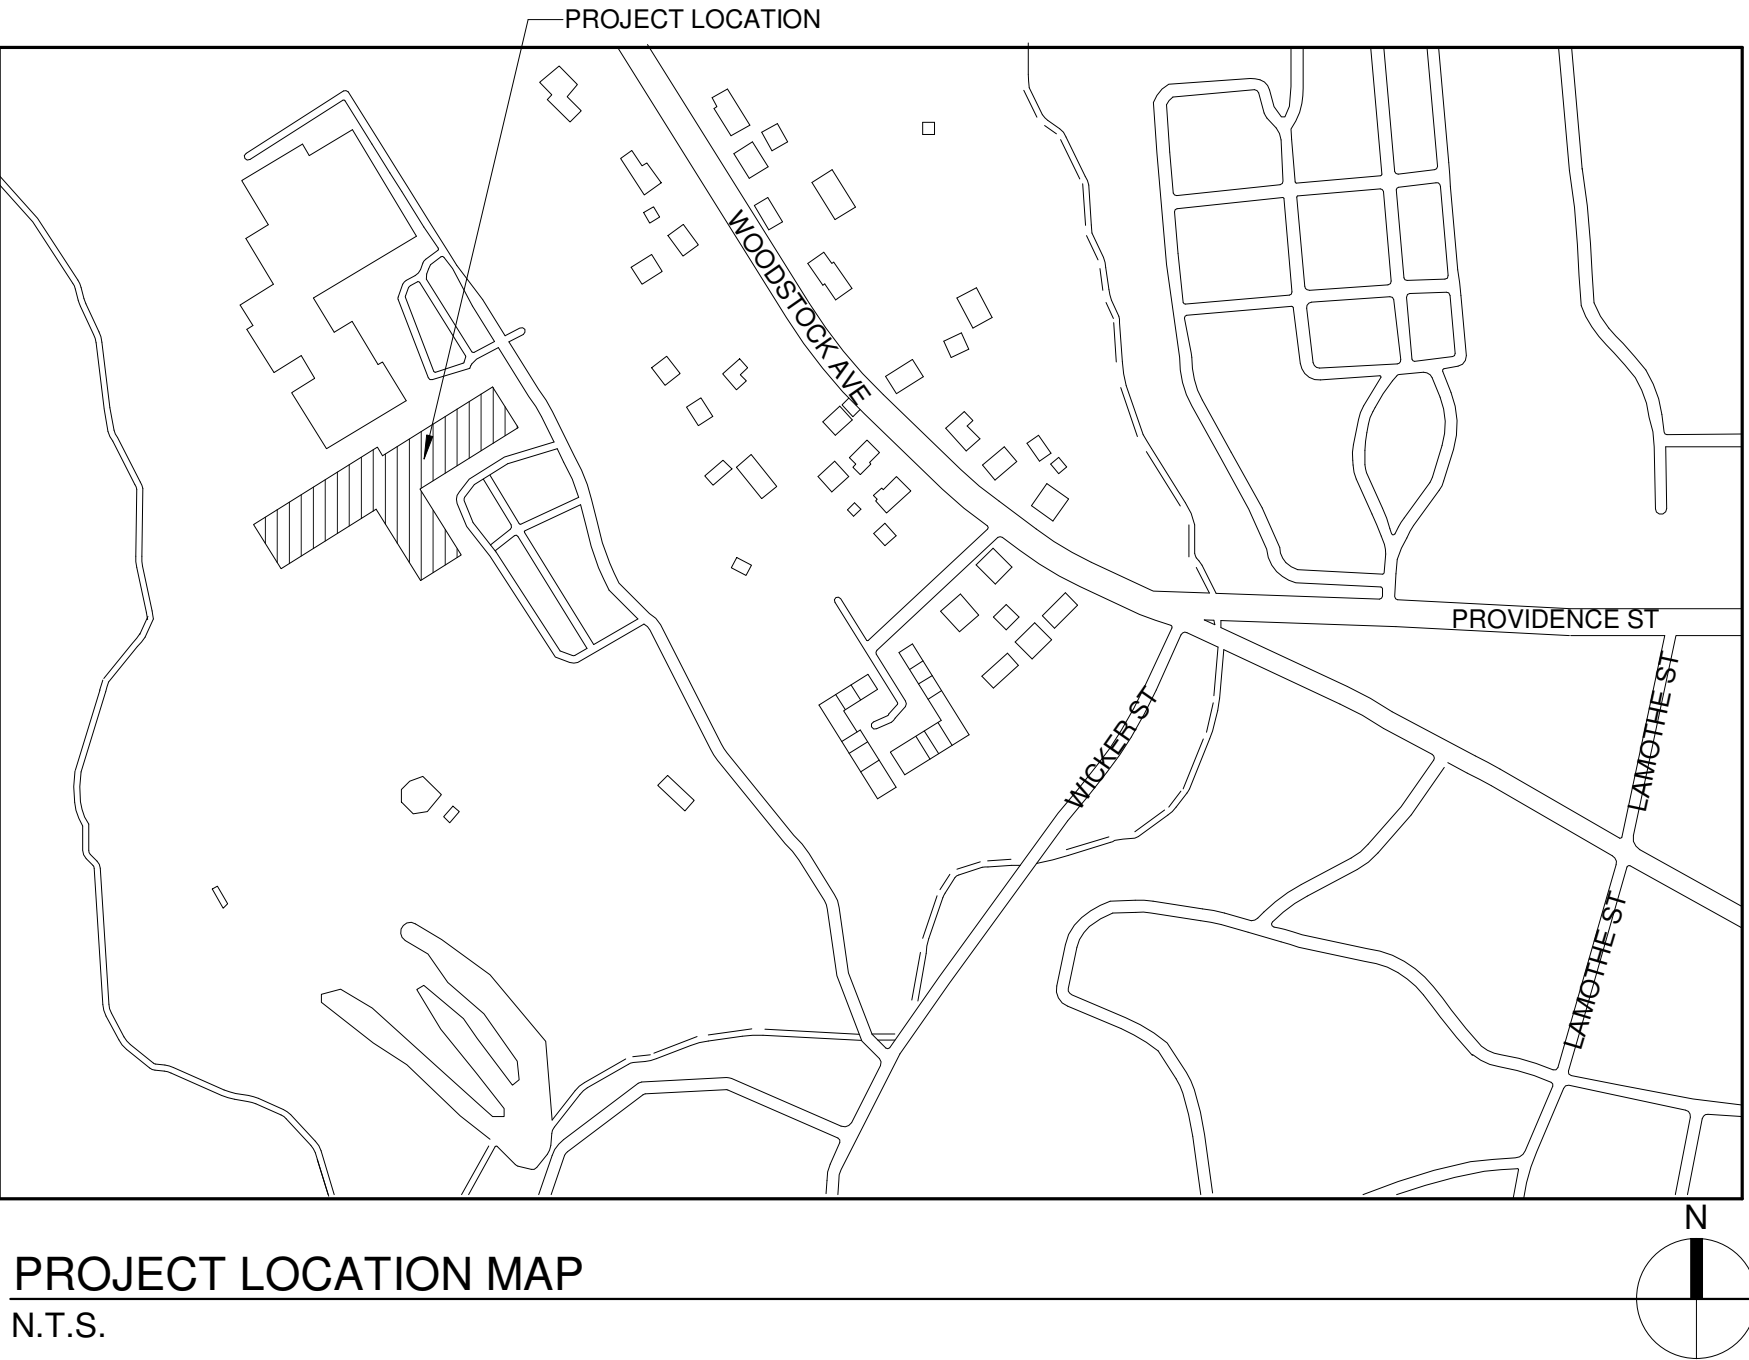 PROJECT LOCATION
WOODSTOCK AVE
PROVIDENCE ST
LAMOTHE ST
WICKER ST
LAMOTHE ST
N
PROJECT LOCATION MAP
N.T.S.